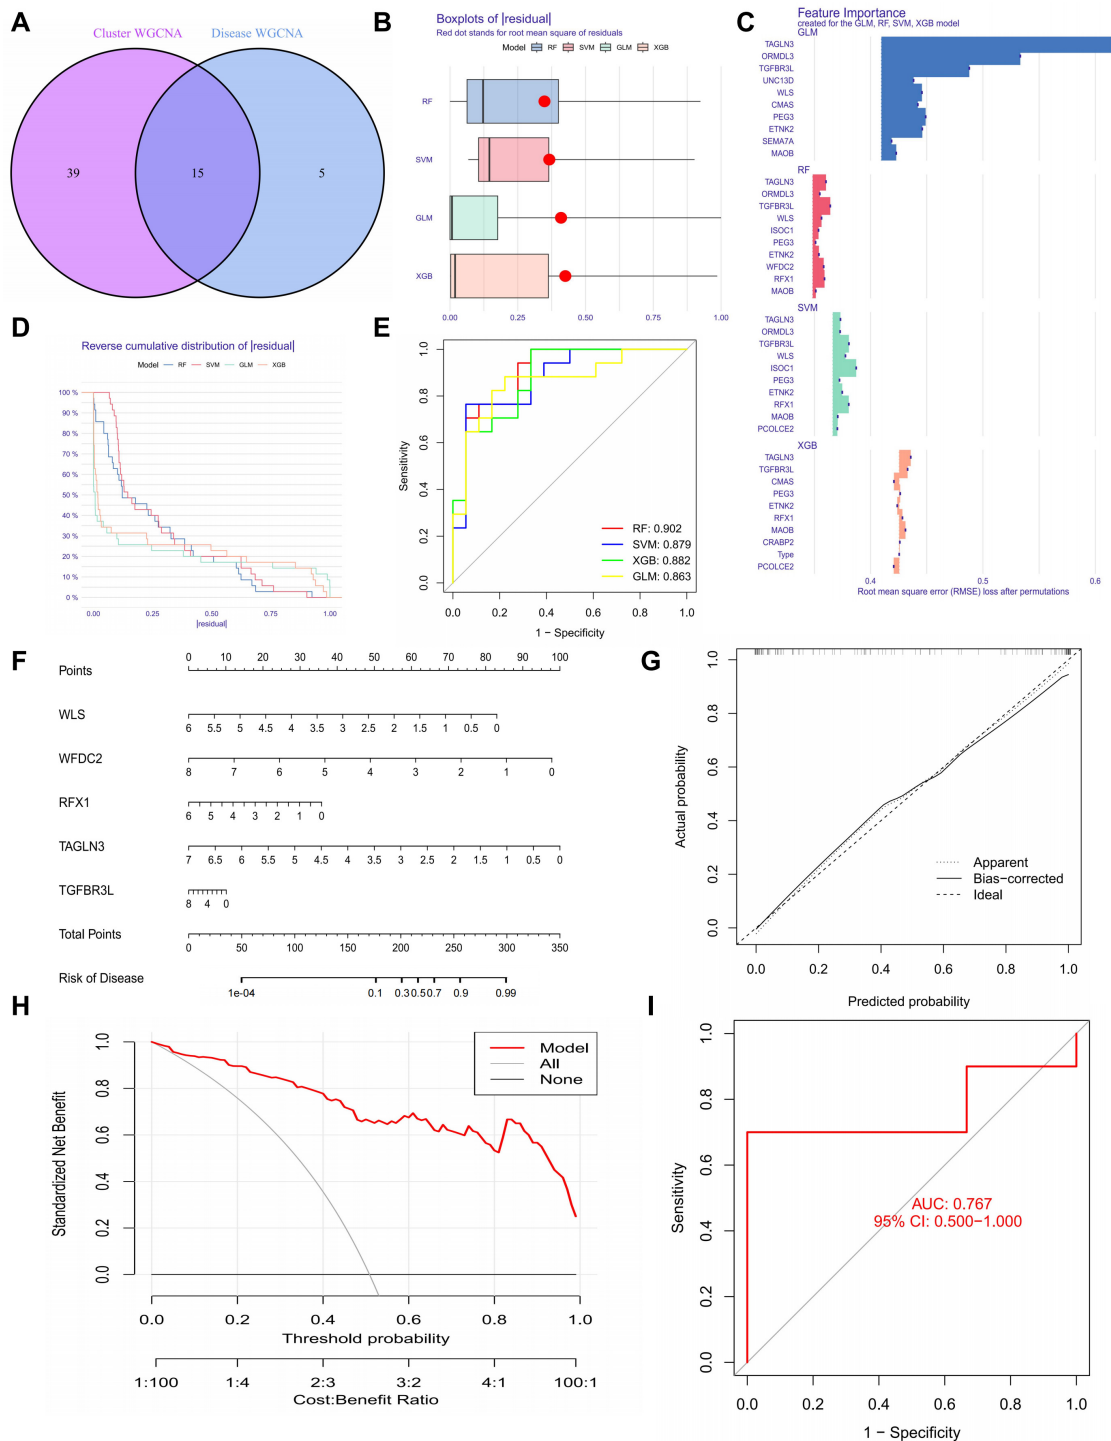 A
Cluster WGCNA
Disease WGCNA
39
15
5
B
Boxplots of |residual|
Red dot stands for root mean square of residuals
Model RF SVM GLM XGB
RF
SVM
GLM
XGB
0.00 0.25 0.50 0.75 1.00
C
Feature Importance
created for the GLM, RF, SVM, XGB model
GLM
TAGLN3
ORMDL3
TGFBR3L
UNC13D
WLS
CMAS
PEG3
ETNK2
SEMA7A
MAOB
RF
TAGLN3
ORMDL3
TGFBR3L
WLS
ISOC1
PEG3
ETNK2
WFDC2
RFX1
MAOB
SVM
TAGLN3
ORMDL3
TGFBR3L
WLS
ISOC1
PEG3
ETNK2
RFX1
MAOB
PCOLCE2
XGB
TAGLN3
TGFBR3L
CMAS
PEG3
ETNK2
RFX1
MAOB
CRABP2
Type
PCOLCE2
0.4 0.5 0.6
Root mean square error (RMSE) loss after permutations
D
Reverse cumulative distribution of |residual|
Model RF SVM GLM XGB
100 %
90 %
80 %
70 %
60 %
50 %
40 %
30 %
20 %
10 %
0 %
0.00 0.25 0.50 0.75 1.00
|residual|
E
Sensitivity
1.0
0.8
0.6
0.4
0.2
0.0
RF: 0.902
SVM: 0.879
XGB: 0.882
GLM: 0.863
0.0 0.2 0.4 0.6 0.8 1.0
1 − Specificity
F
Points
0 10 20 30 40 50 60 70 80 90 100
WLS
6 5.5 5 4.5 4 3.5 3 2.5 2 1.5 1 0.5 0
WFDC2
8 7 6 5 4 3 2 1 0
RFX1
6 5 4 3 2 1 0
TAGLN3
7 6.5 6 5.5 5 4.5 4 3.5 3 2.5 2 1.5 1 0.5 0
TGFBR3L
8 4 0
Total Points
0 50 100 150 200 250 300 350
Risk of Disease
1e-04 0.1 0.3 0.5 0.7 0.9 0.99
G
Actual probability
1.0
0.8
0.6
0.4
0.2
0.0
Apparent
Bias−corrected
Ideal
0.0 0.2 0.4 0.6 0.8 1.0
Predicted probability
H
Standardized Net Benefit
1.0
0.8
0.6
0.4
0.2
0.0
Model
All
None
0.0 0.2 0.4 0.6 0.8 1.0
Threshold probability
1:100 1:4 2:3 3:2 4:1 100:1
Cost:Benefit Ratio
I
Sensitivity
1.0
0.8
0.6
0.4
0.2
0.0
AUC: 0.767
95% CI: 0.500−1.000
0.0 0.2 0.4 0.6 0.8 1.0
1 − Specificity